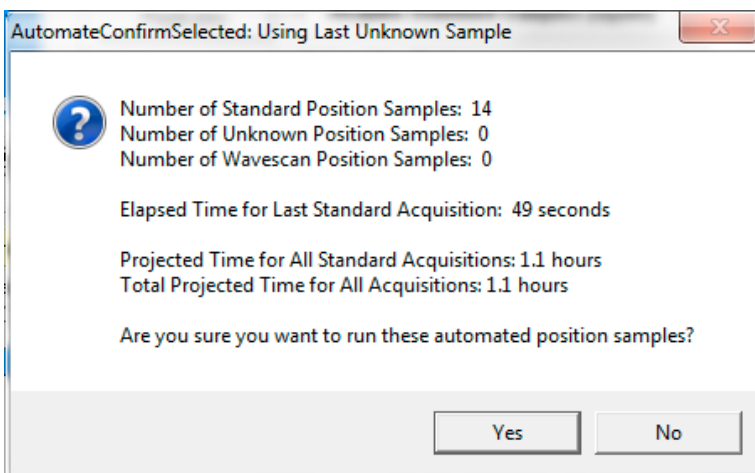 AutomateConfirmSelected: Using Last Unknown Sample
Number of Standard Position Samples: 14
Number of Unknown Position Samples: 0
Number of Wavescan Position Samples: 0
Elapsed Time for Last Standard Acquisition: 49 seconds
Projected Time for All Standard Acquisitions: 1.1 hours
Total Projected Time for All Acquisitions: 1.1 hours
Are you sure you want to run these automated position samples?
Yes
No